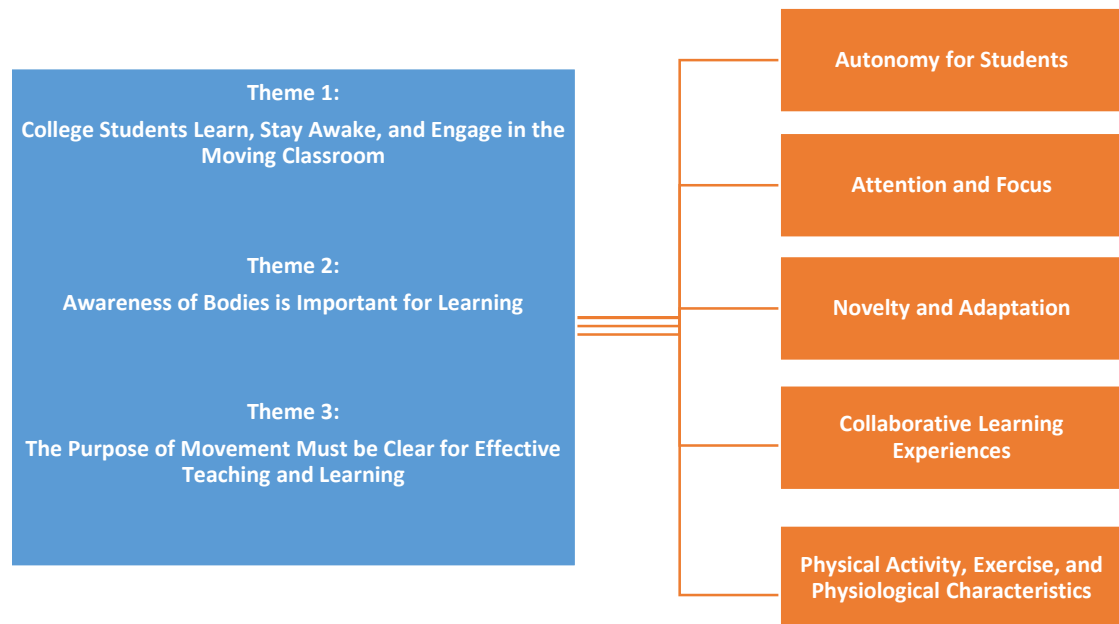 Theme 1:
College Students Learn, Stay Awake, and Engage in the
Moving Classroom
Theme 2:
Awareness of Bodies is Important for Learning
Theme 3:
The Purpose of Movement Must be Clear for Effective
Teaching and Learning
Autonomy for Students
Attention and Focus
Novelty and Adaptation
Collaborative Learning
Experiences
Physical Activity, Exercise, and
Physiological Characteristics